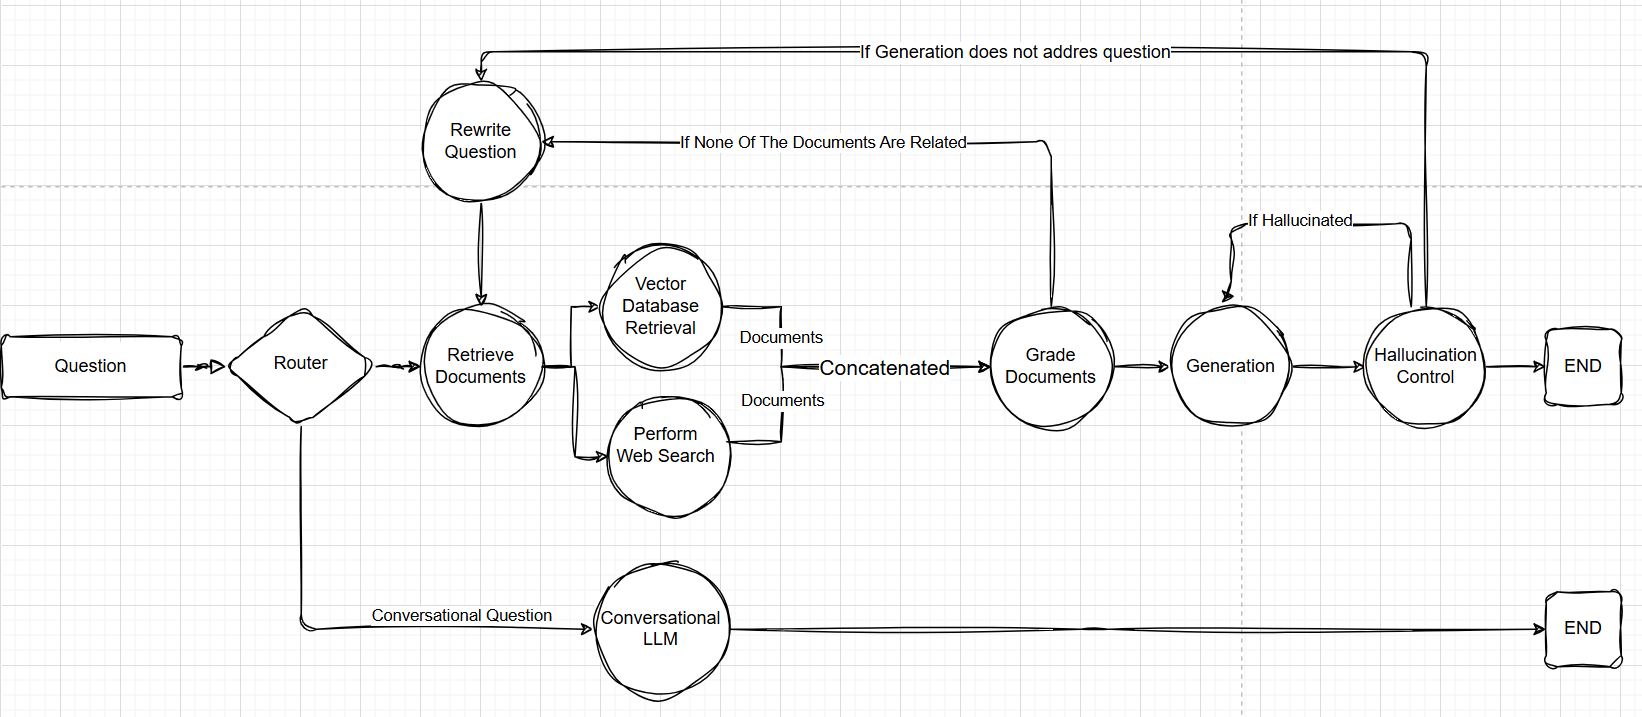 If Generation does not addres question
Rewrite
Question
If None Of The Documents Are Related
If Hallucinated
Vector
Database
Retrieval
Documents
Question
Router
Retrieve
Documents
Concatenated
Grade
Documents
Generation
Hallucination
Control
END
Documents
Perform
Web Search
Conversational Question
Conversational
LLM
END